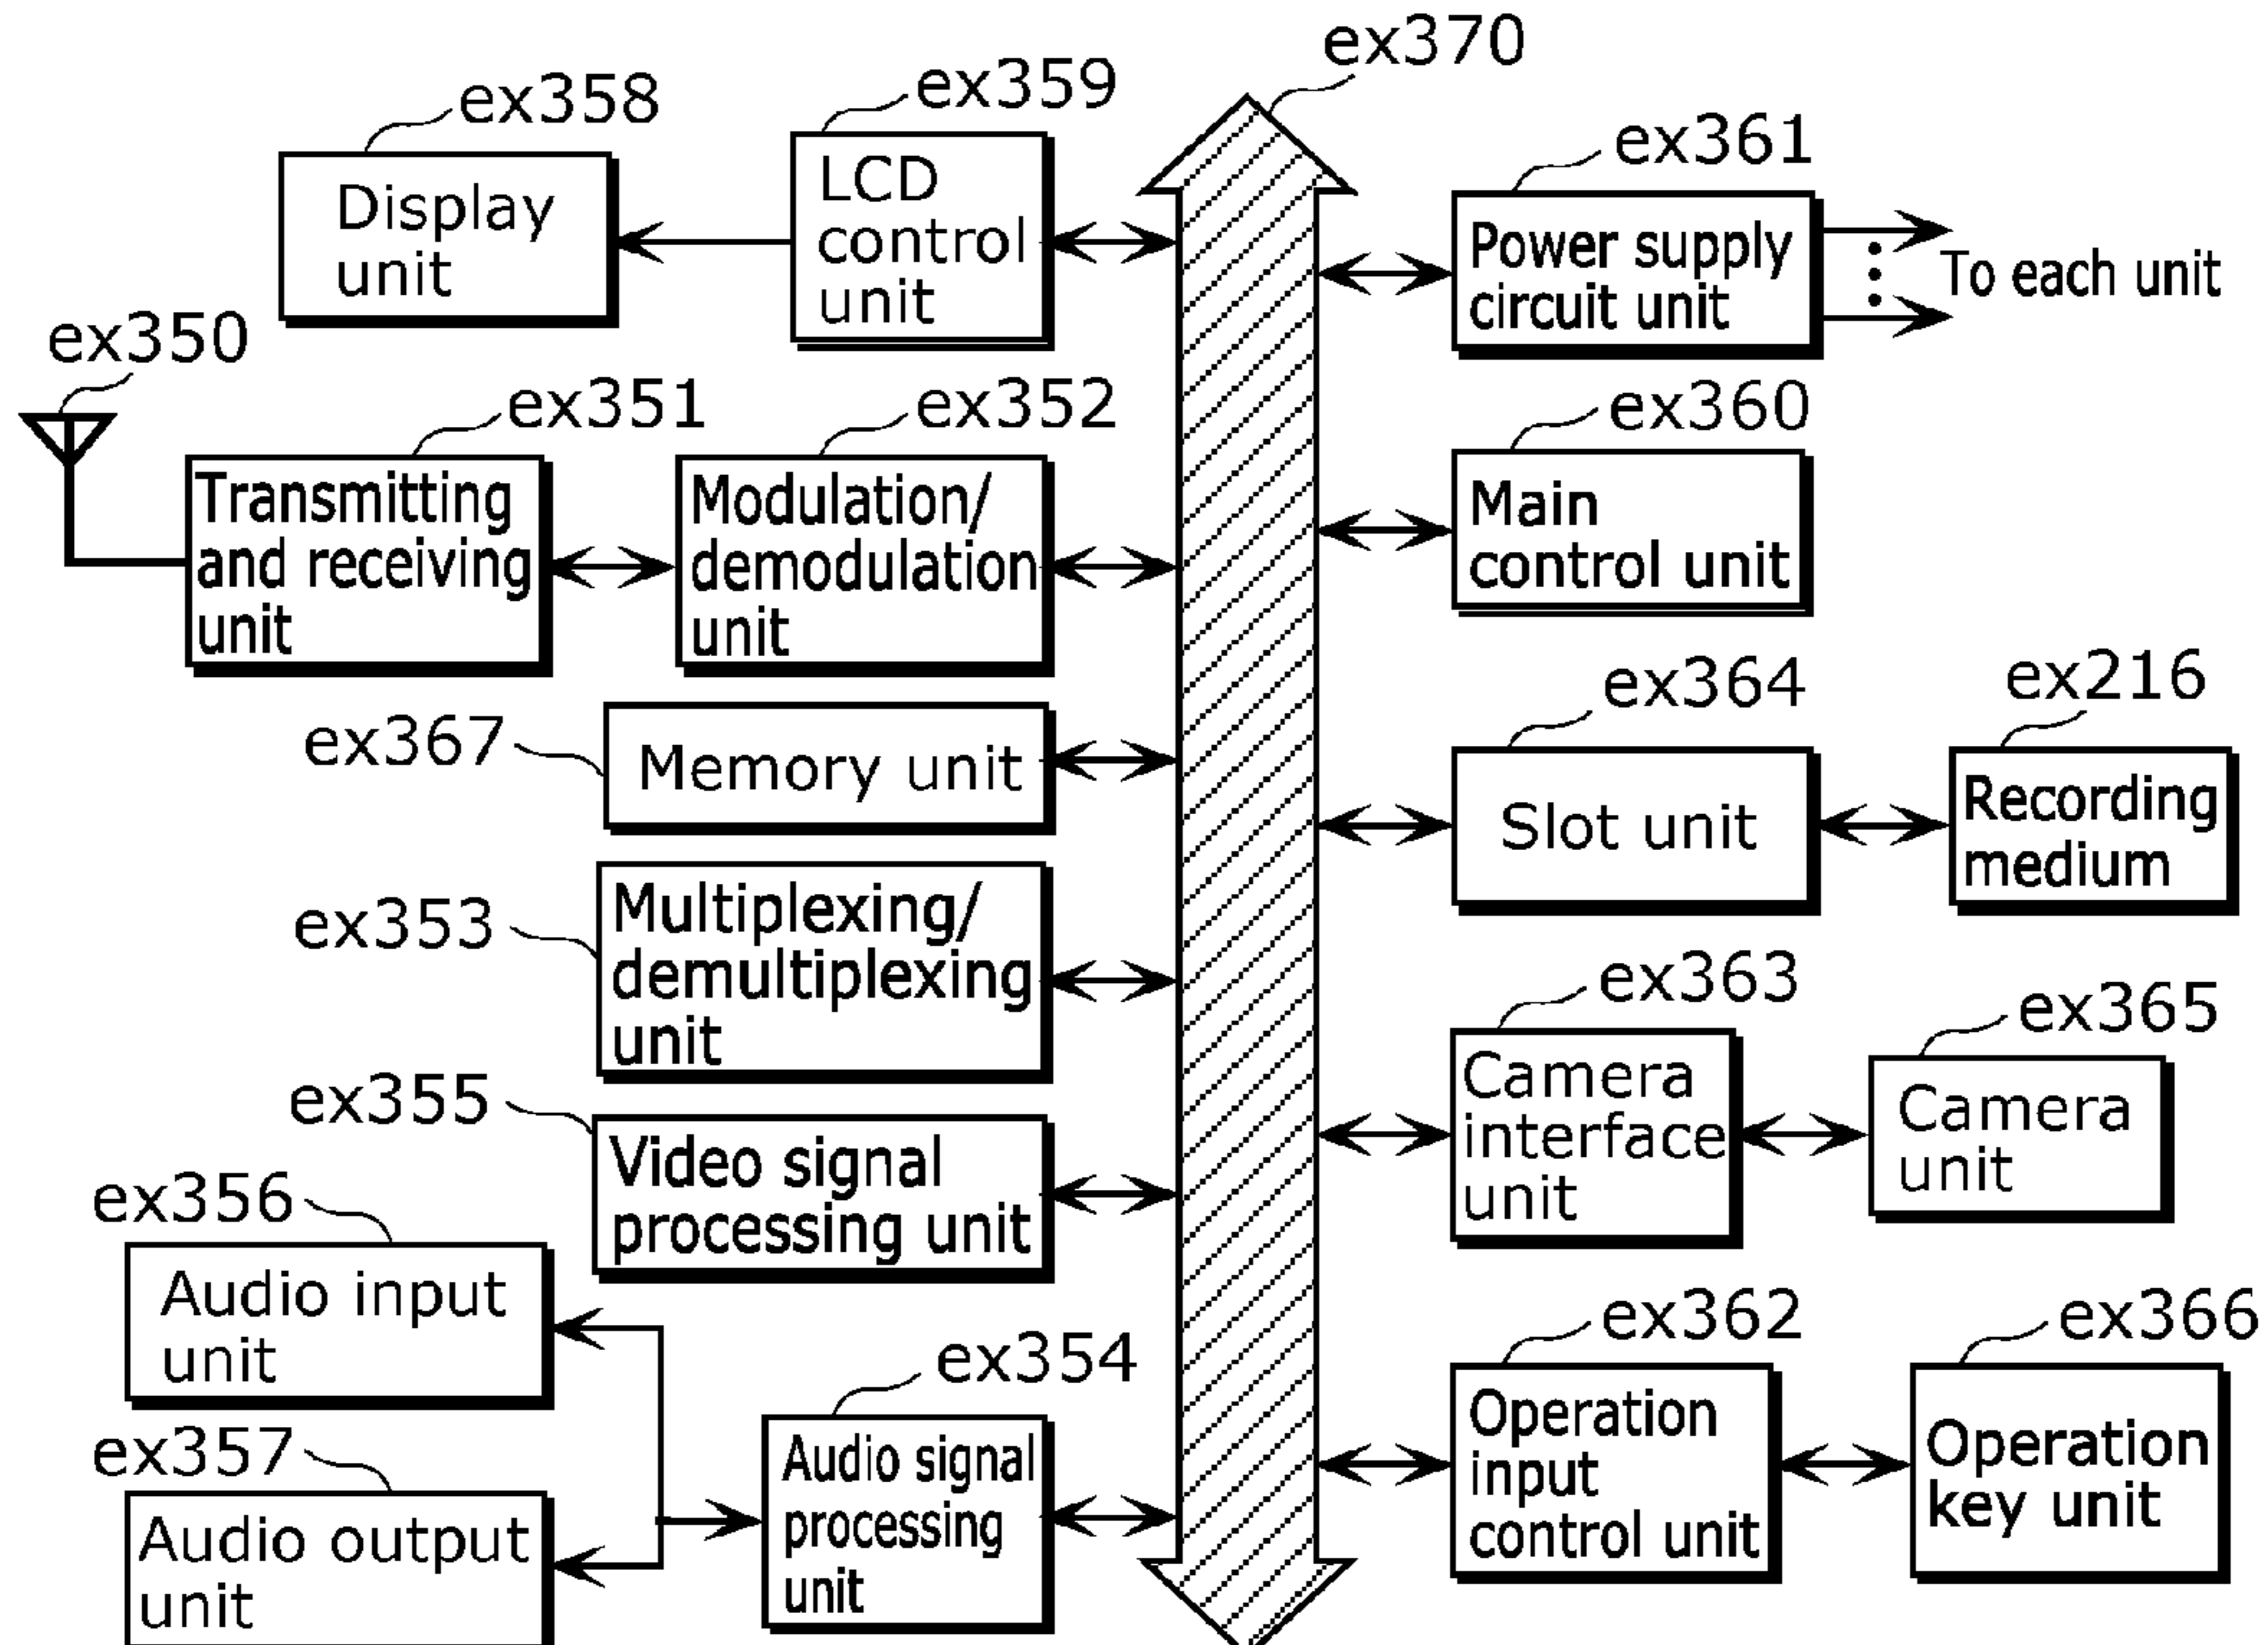 ex370
ex359
ex358
ex361
LCD
control
unit
Display
unit
Power supply
circuit unit
To each unit
ex350
ex351
ex352
ex360
Transmitting
and receiving
unit
Modulation/
demodulation
unit
Main
control unit
ex364
ex216
ex367
Memory unit
Slot unit
Recording
medium
ex353
Multiplexing/
demultiplexing
unit
ex363
ex365
Camera
interface
unit
Camera
unit
ex355
Video signal
processing unit
ex356
Audio input
unit
ex362
ex366
ex354
Operation
input
control unit
Operation
key unit
ex357
Audio signal
processing
unit
Audio output
unit